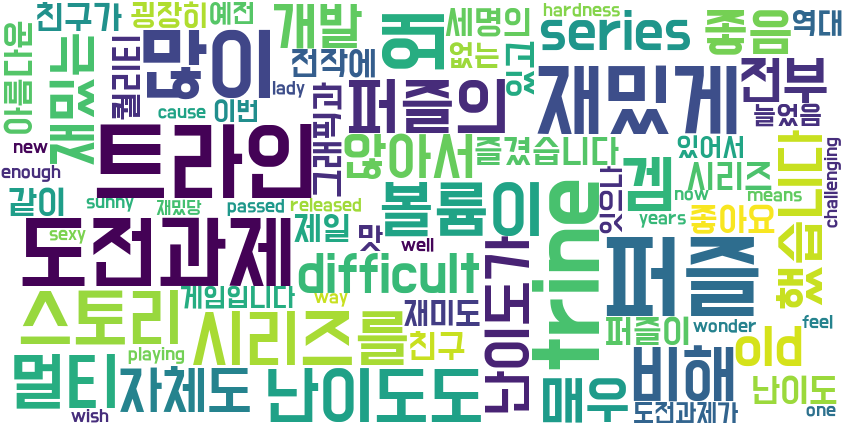 친구가
굉장히
예전
개발
왜
세명의
hardness
series
좋음
역대
아름다운
많이
전작에
없는
있고
재밌게
전부
퀄리티
lady
cause
이번
퍼즐의
늘었음
new
트라인
그래픽과
않아서
즐겼습니다
겜
있어서
challenging
enough
시리즈
같이
sunny
재밌당
passed
released
볼륨이
잇으나
now
means
years
좋아요
했습니다
제일
맛
well
sexy
도전과제
difficult
난이도가
trine
퍼즐
게임입니다
way
재미도
스토리
시리즈를
친구
퍼즐이
wonder
old
feel
playing
멀티
자체도
난이도도
매우
비해
난이도
wish
도전과제가
one